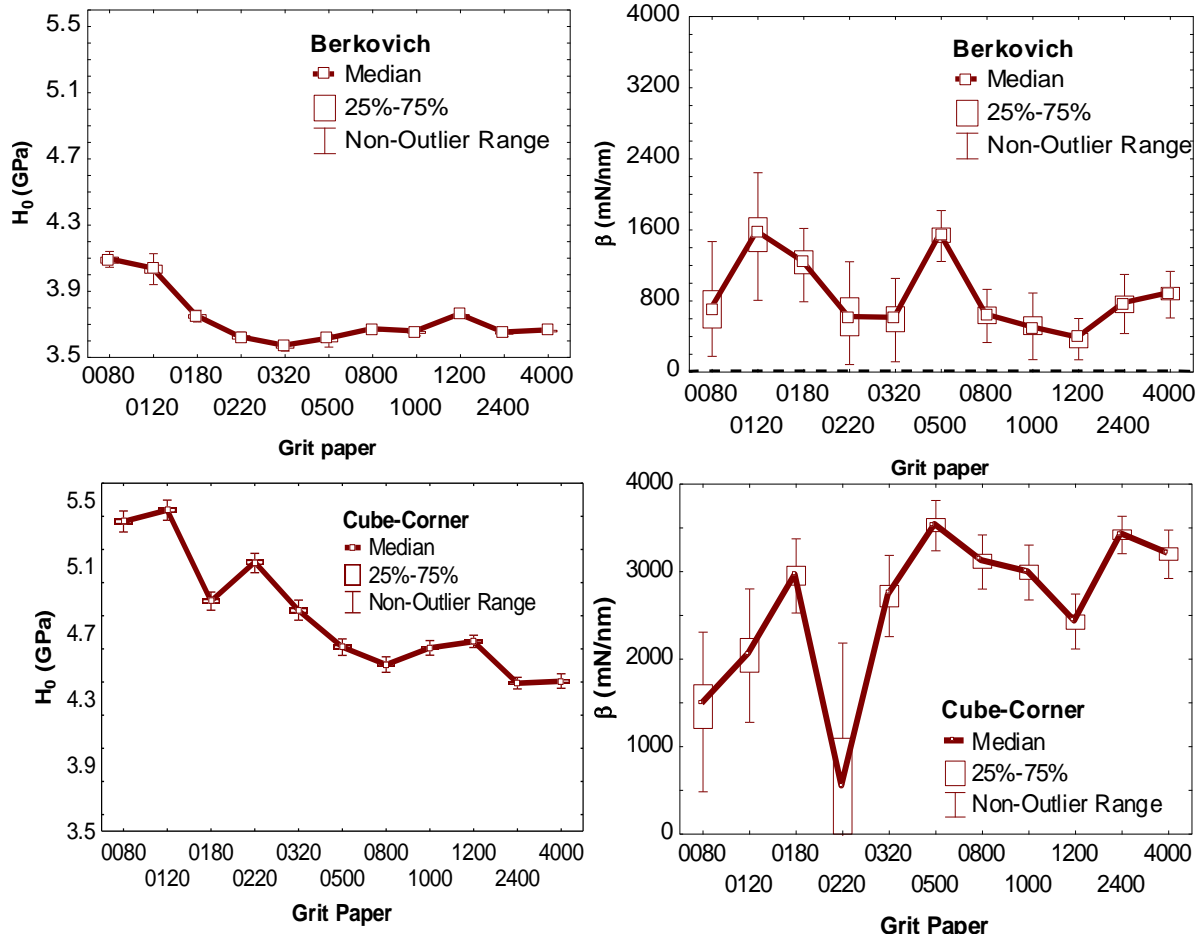 5.5
5.1
4.7
4.3
3.9
3.5
H0 (GPa)
Berkovich
Median
25%-75%
Non-Outlier Range
0080 0180 0320 0800 1200 4000
0120 0220 0500 1000 2400
Grit paper
4000
3200
2400
1600
800
0
β (mN/nm)
Berkovich
Median
25%-75%
Non-Outlier Range
0080 0180 0320 0800 1200 4000
0120 0220 0500 1000 2400
Grit paper
5.5
5.1
4.7
4.3
3.9
3.5
H0 (GPa)
Cube-Corner
Median
25%-75%
Non-Outlier Range
0080 0180 0320 0800 1200 4000
0120 0220 0500 1000 2400
Grit Paper
4000
3000
2000
1000
0
β (mN/nm)
Cube-Corner
Median
25%-75%
Non-Outlier Range
0080 0180 0320 0800 1200 4000
0120 0220 0500 1000 2400
Grit Paper